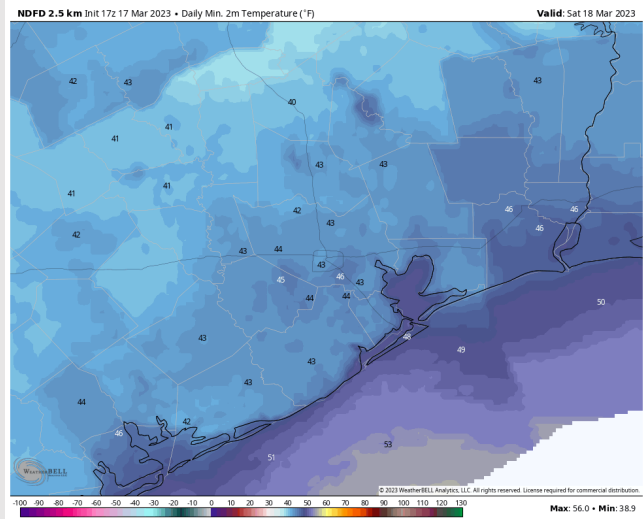 NDFD 2.5 km Init 17z 17 Mar 2023 • Daily Min. 2m Temperature (°F)
Valid: Sat 18 Mar 2023
42 43 43
40
41
41
43 43
41
41
46 46
42
43 46
42
43 44
43
45 46 43
44 44
50
48
43 49
43
43
44
42
46
53
51
WEATHERBELL
© 2023 WeatherBELL Analytics, LLC. All rights reserved. License required for commercial distribution.
-100 -90 -80 -70 -60 -50 -40 -30 -20 -10 0 10 20 30 40 50 60 70 80 90 100 110 120 130
Max: 56.0 • Min: 38.9